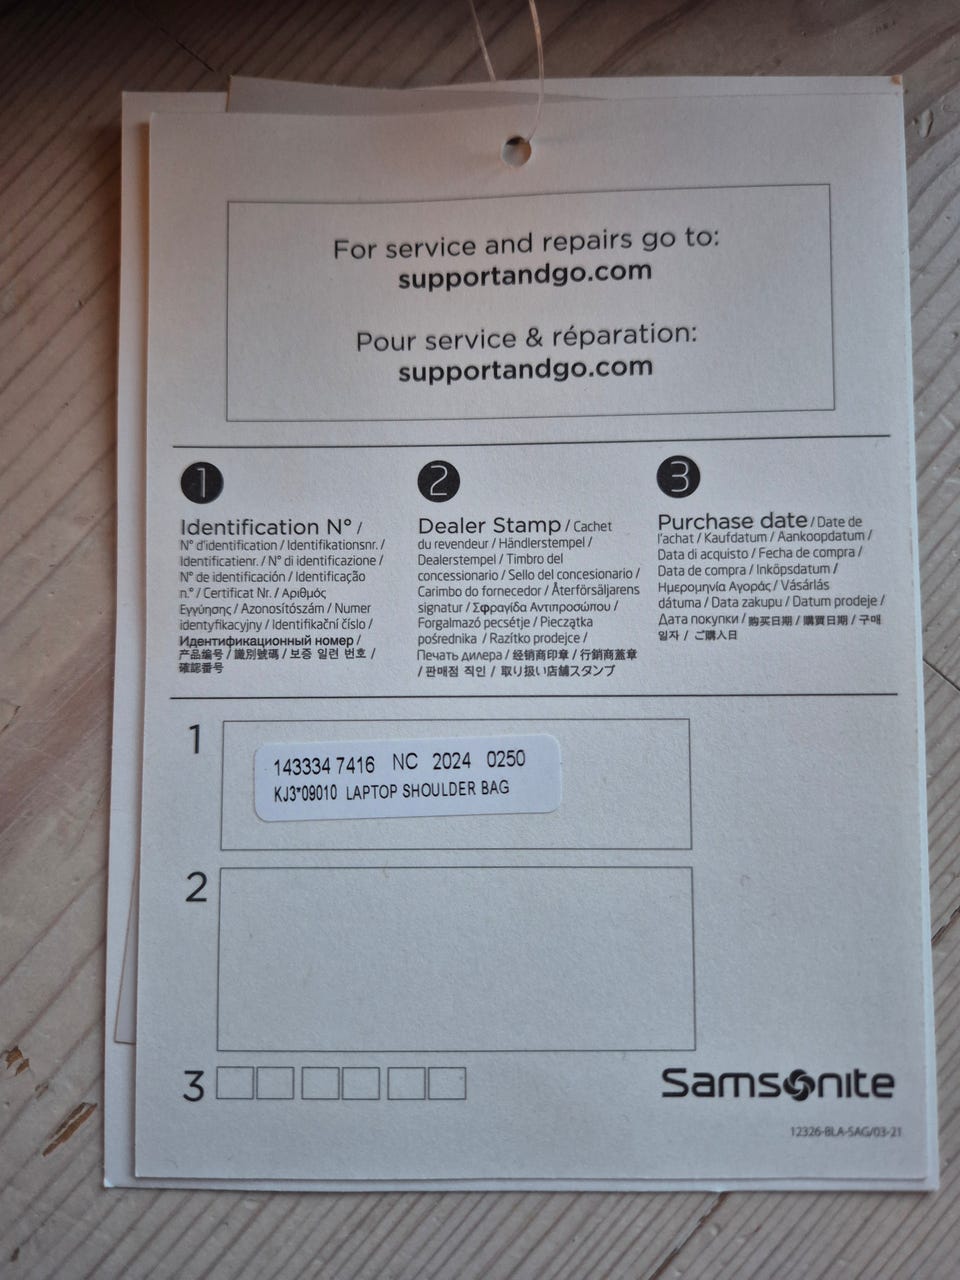 For service and repairs go to:
supportandgo.com
Pour service & réparation:
supportandgo.com
1
Identification N° /
N° d'identification / Identifikationsnr. /
Identificatienr. / N° di identificazione /
N° de identificación / Identificação
n.° / Certificat Nr. / Αριθμός
Εγγύησης / Azonosítószám / Numer
identyfikacyjny / Identifikační číslo /
Идентификационный номер /
产品编号 / 識別號碼 / 보증 일련 번호 /
確認番号
2
Dealer Stamp / Cachet
du revendeur / Händlerstempel /
Dealerstempel / Timbro del
concessionario / Sello del concesionario /
Carimbo do fornecedor / Återförsäljarens
signatur / Σφραγίδα Αντιπροσώπου /
Forgalmazó pecsétje / Pieczątka
pośrednika / Razítko prodejce /
Печать дилера / 经销商印章 / 行銷商蓋章
/ 판매점 직인 / 取り扱い店舗スタンプ
3
Purchase date / Date de
l'achat / Kaufdatum / Aankoopdatum /
Data di acquisto / Fecha de compra /
Data de compra / Inköpsdatum /
Ημερομηνία Αγοράς / Vásárlás
dátuma / Data zakupu / Datum prodeje /
Дата покупки / 购买日期 / 購買日期 / 구매
일자 / ご購入日
1
143334 7416 NC 2024 0250
KJ3*09010 LAPTOP SHOULDER BAG
2
3
Samsonite
12326-BLA-SAG/03-21